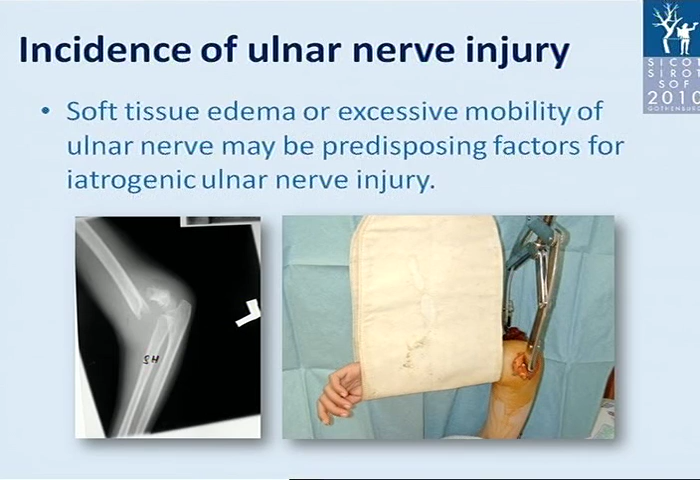 Incidence of ulnar nerve injury
SICOT
SIROT
SOF
2010
GOTHENBURG
• Soft tissue edema or excessive mobility of
ulnar nerve may be predisposing factors for
iatrogenic ulnar nerve injury.